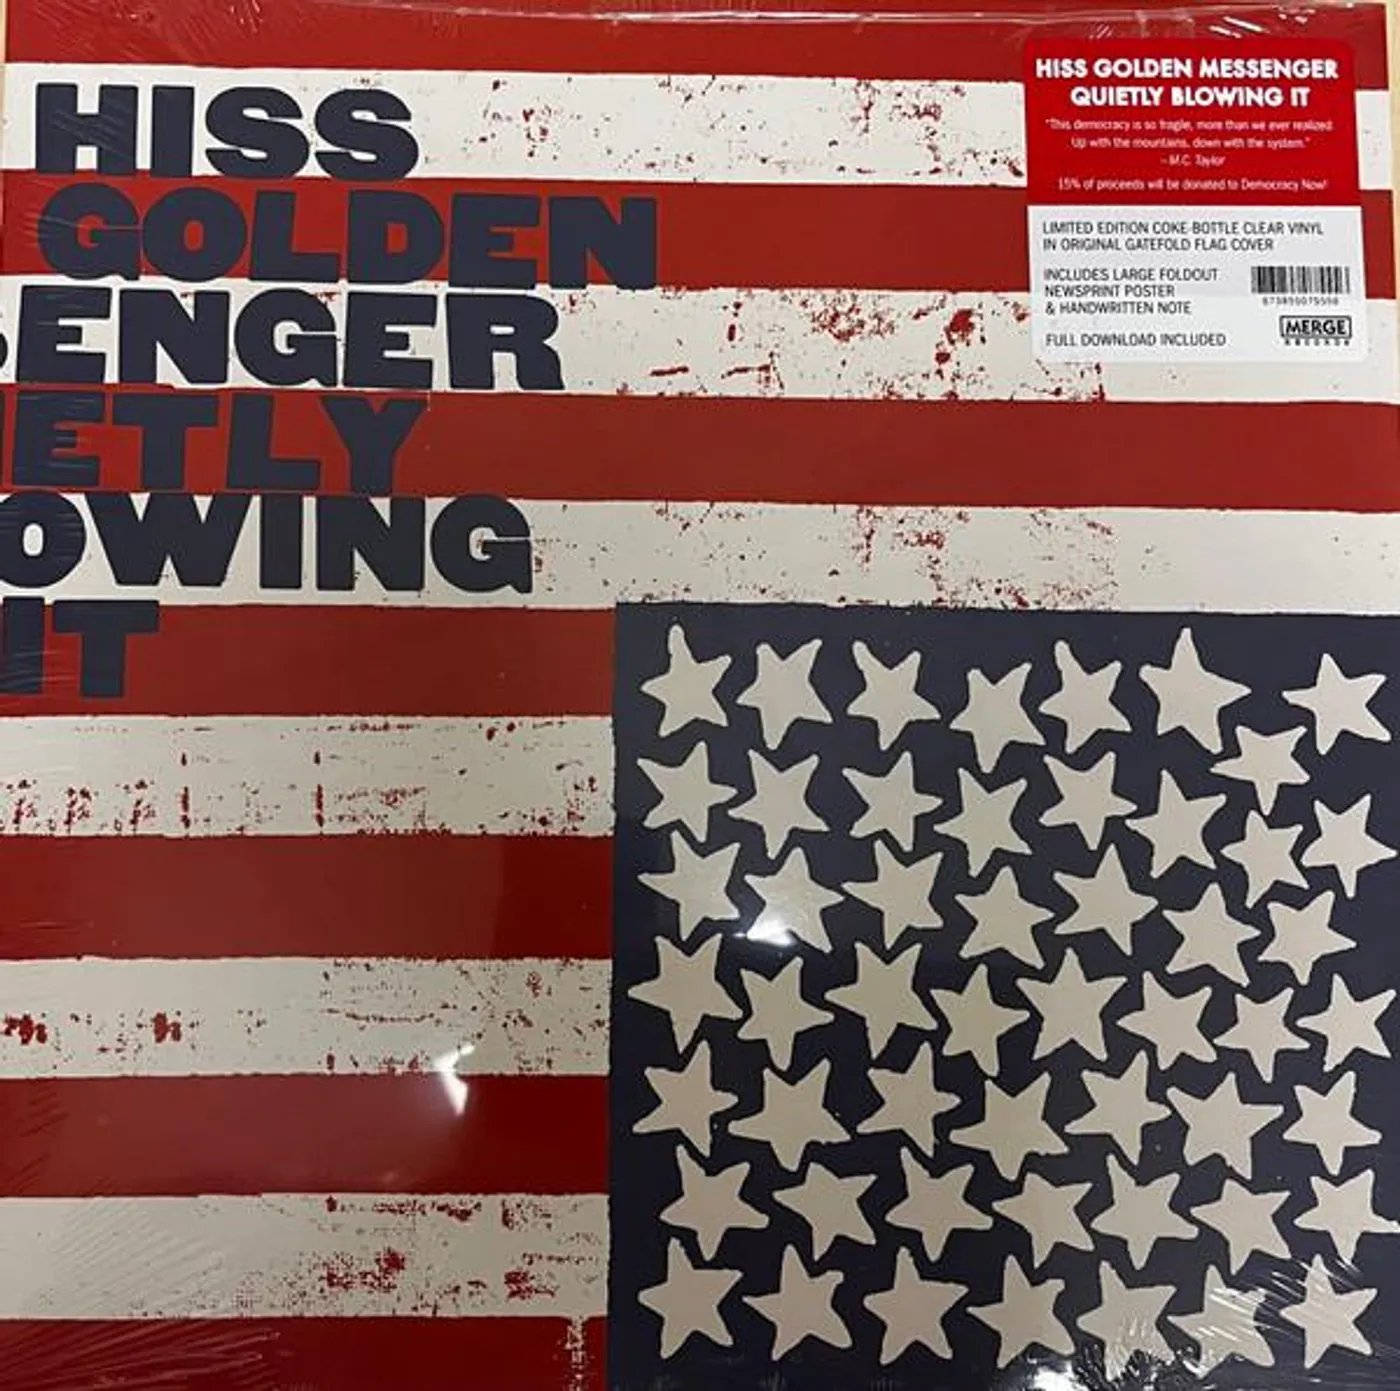 HISS
GOLDEN
SENGER
IETLY
OWING
IT
HISS GOLDEN MESSENGER
QUIETLY BLOWING IT
"This democracy is so fragile, more than we ever realized.
Up with the mountains, down with the system."
–M.C. Taylor
15% of proceeds will be donated to Democracy Now!
LIMITED EDITION COKE-BOTTLE CLEAR VINYL
IN ORIGINAL GATEFOLD FLAG COVER
INCLUDES LARGE FOLDOUT
NEWSPRINT POSTER
& HANDWRITTEN NOTE
FULL DOWNLOAD INCLUDED
MERGE
RECORDS